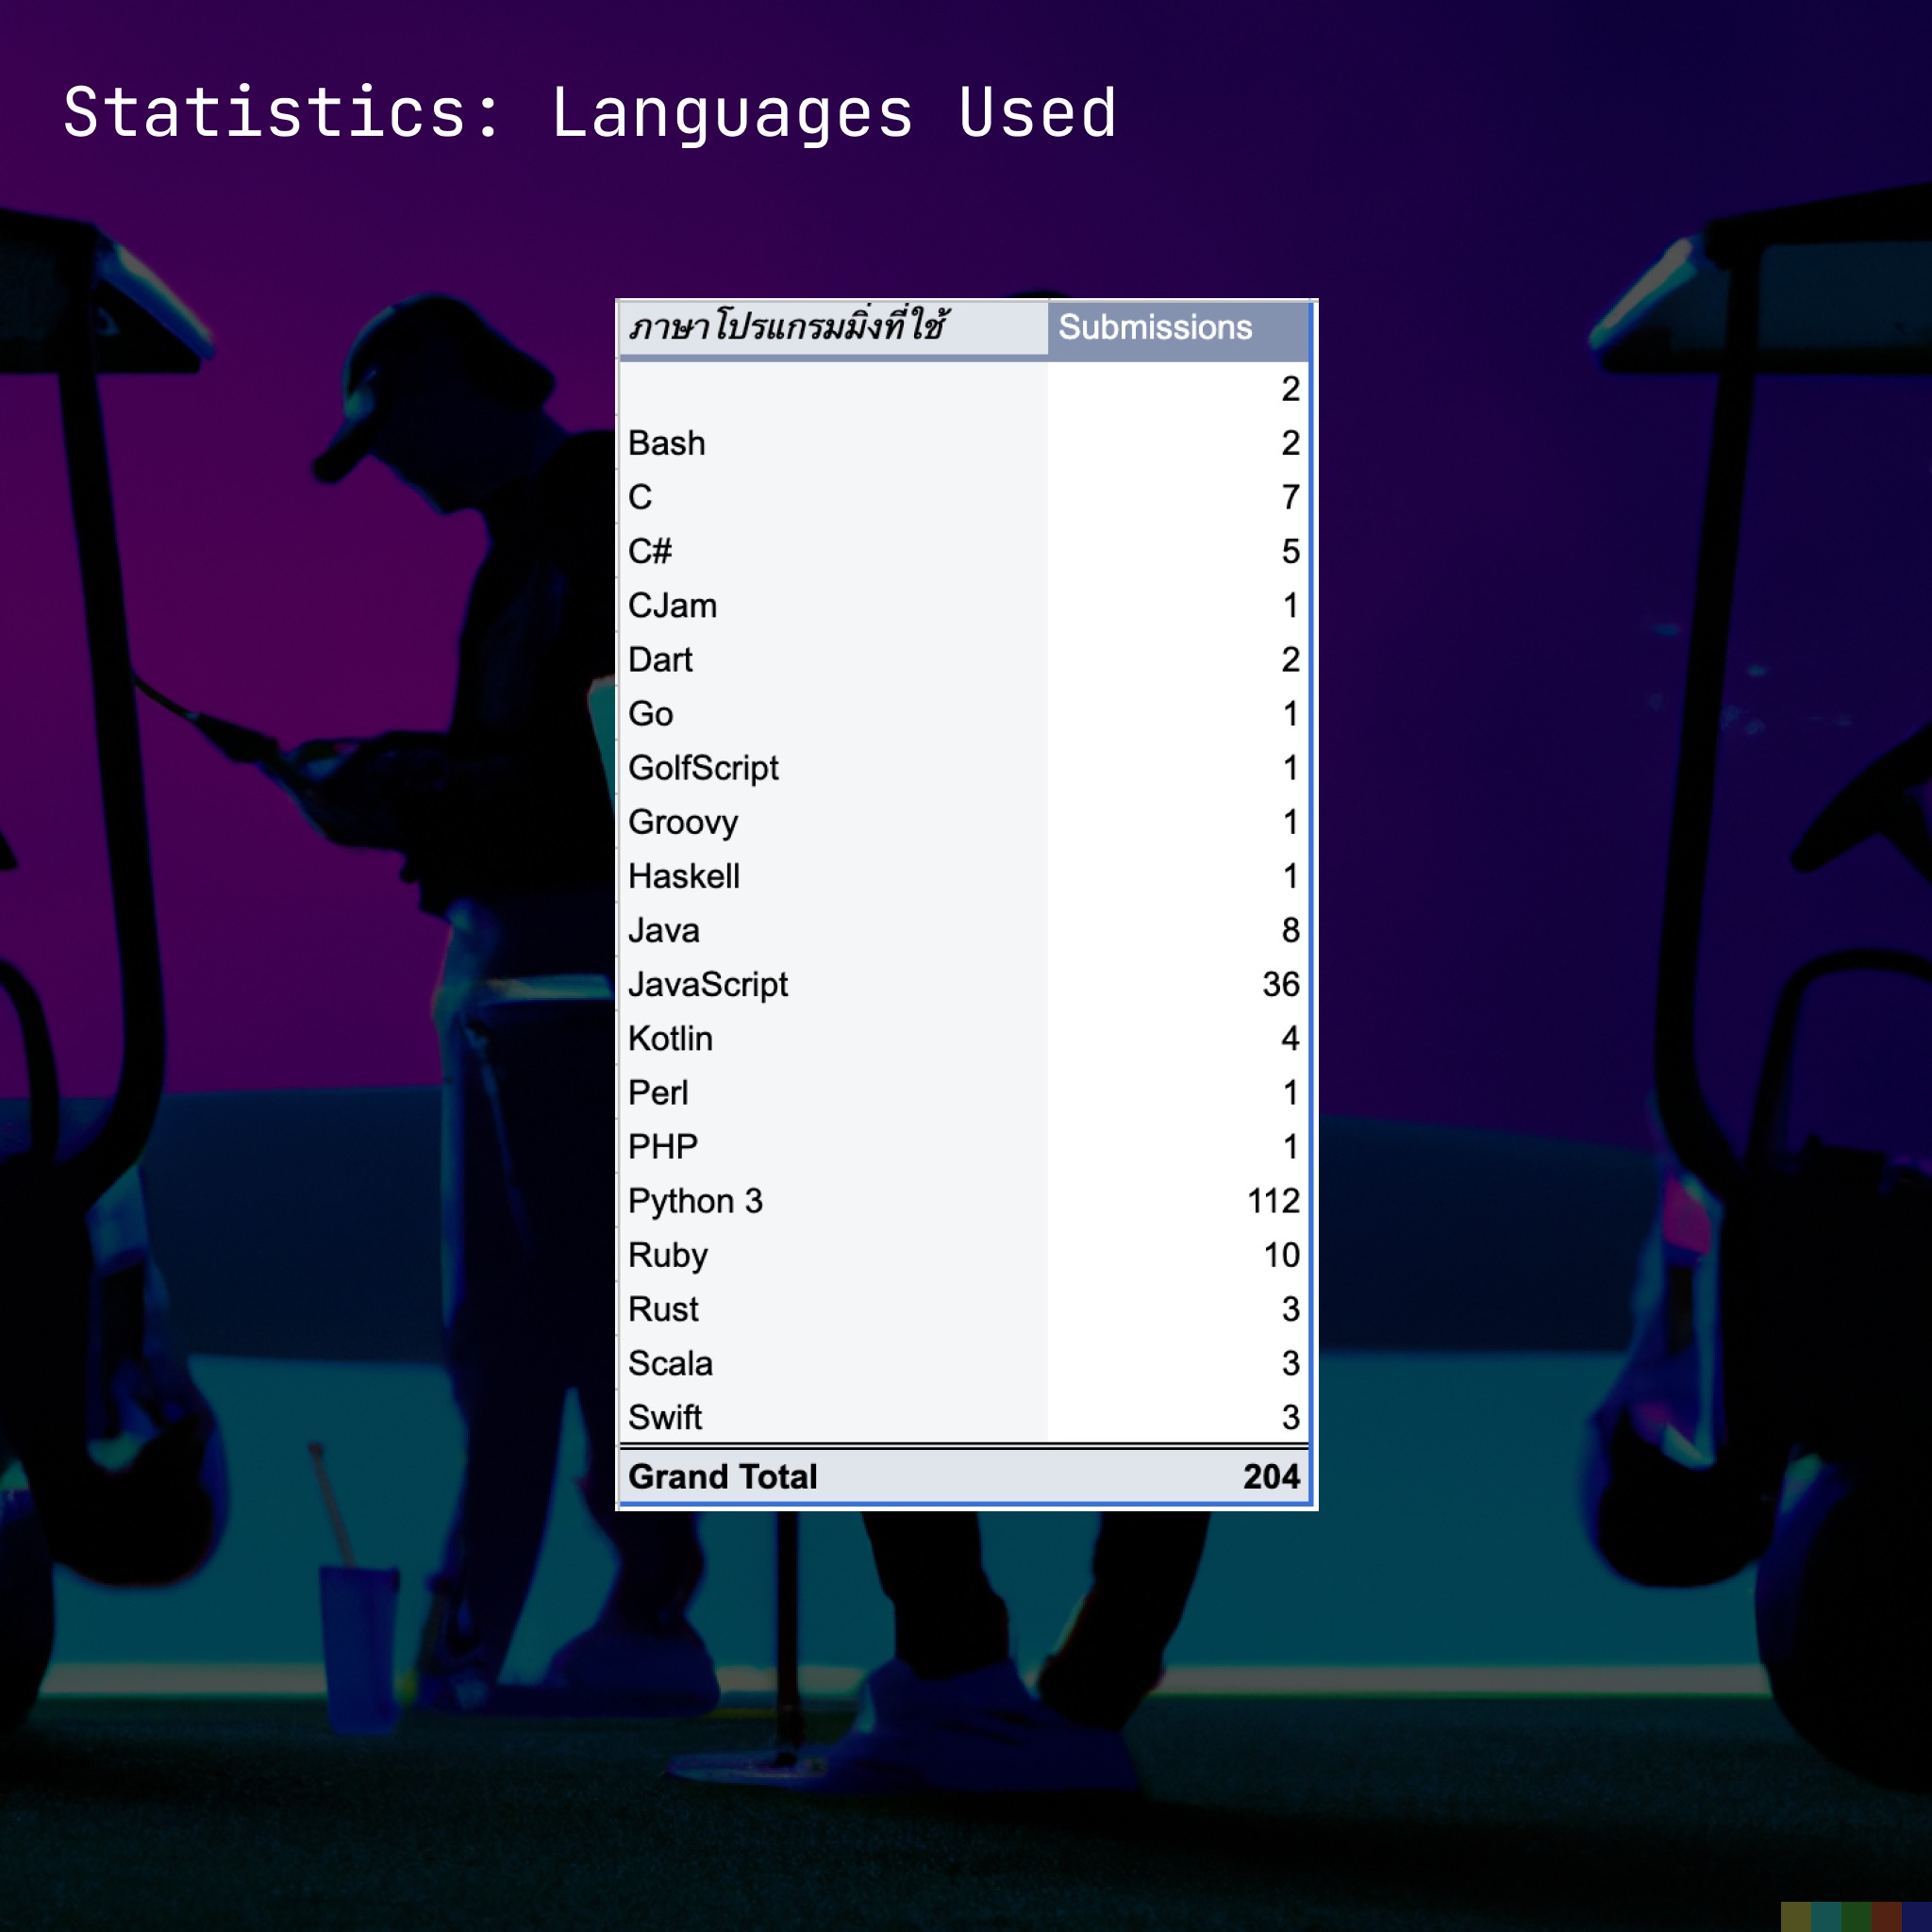 Statistics: Languages Used
ภาษาโปรแกรมมิ่งที่ใช้ Submissions
2
Bash 2
C 7
C# 5
CJam 1
Dart 2
Go 1
GolfScript 1
Groovy 1
Haskell 1
Java 8
JavaScript 36
Kotlin 4
Perl 1
PHP 1
Python 3 112
Ruby 10
Rust 3
Scala 3
Swift 3
Grand Total 204